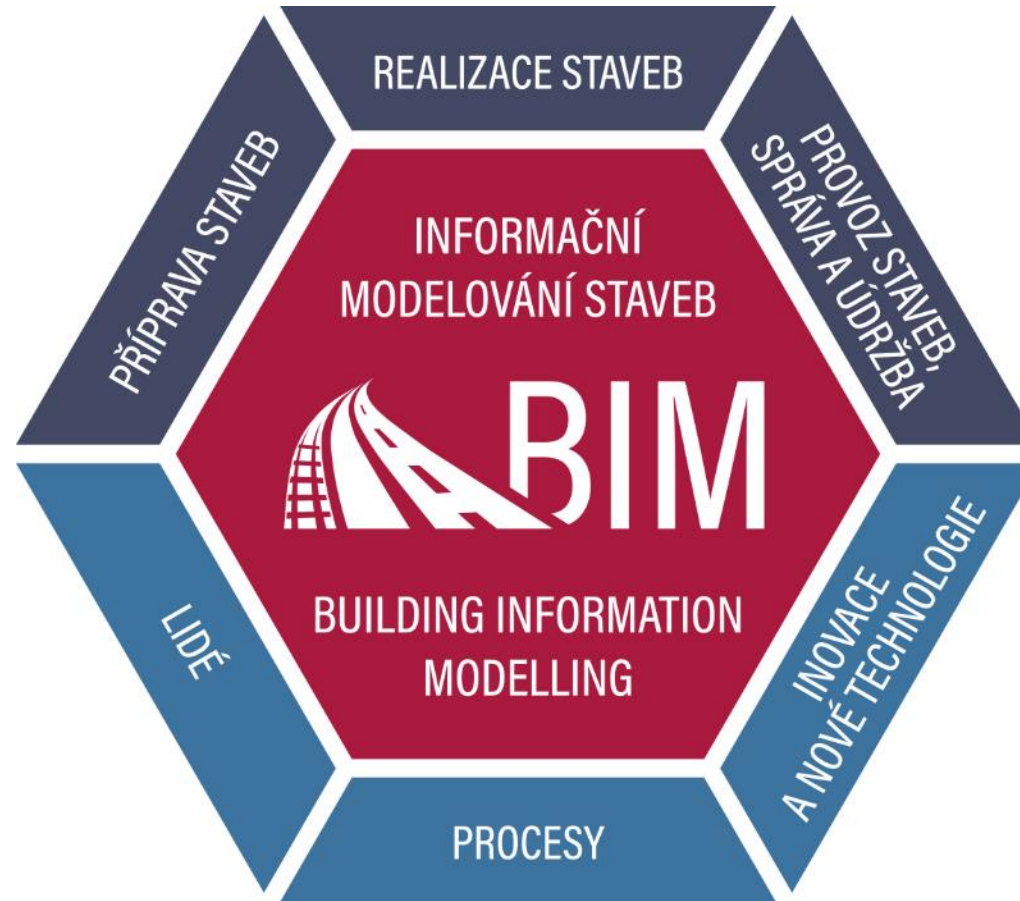 REALIZACE STAVEB
PŘÍPRAVA STAVEB
PROVOZ STAVEB,
SPRÁVA A ÚDRŽBA
INFORMAČNÍ
MODELOVÁNÍ STAVEB
BIM
BUILDING INFORMATION
MODELLING
LIDÉ
INOVACE
A NOVÉ TECHNOLOGIE
PROCESY